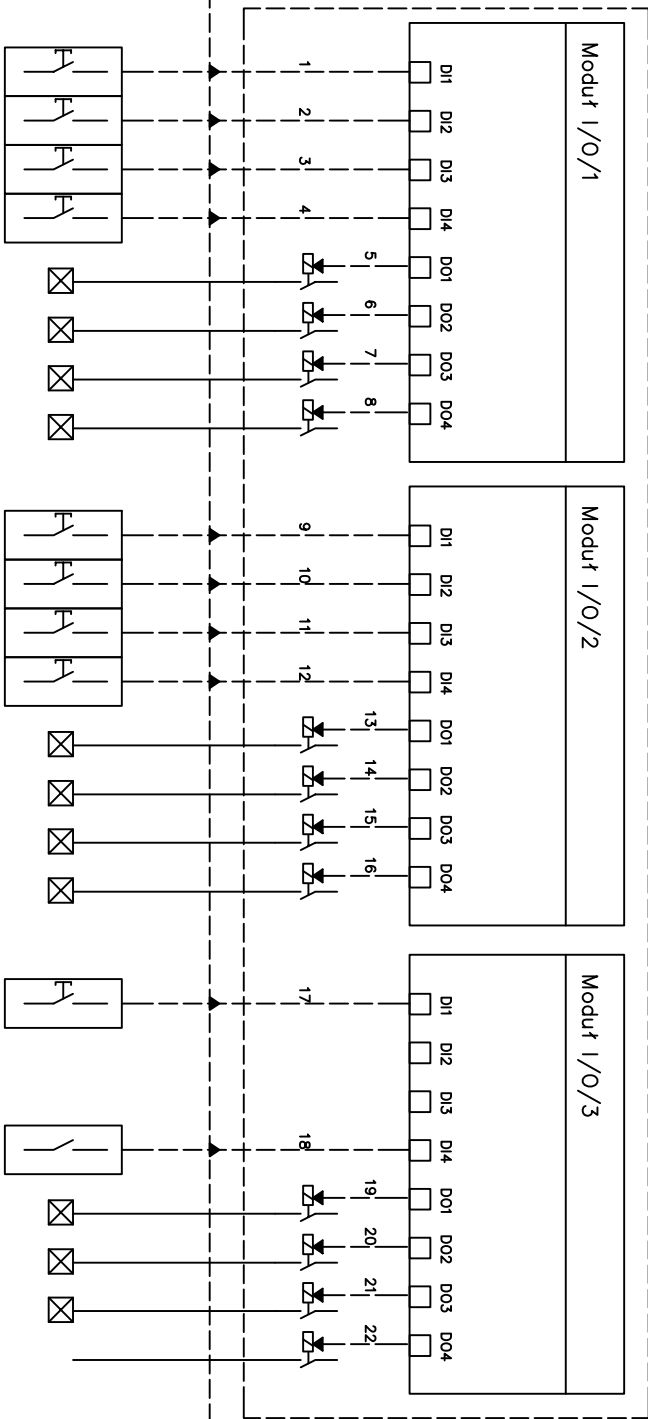 Moduł I/O/1
DI1
DI2
DI3
DI4
DO1
DO2
DO3
DO4
1
2
3
4
5
6
7
8
Moduł I/O/2
DI1
DI2
DI3
DI4
DO1
DO2
DO3
DO4
9
10
11
12
13
14
15
16
Moduł I/O/3
DI1
DI2
DI3
DI4
DO1
DO2
DO3
DO4
17
18
19
20
21
22